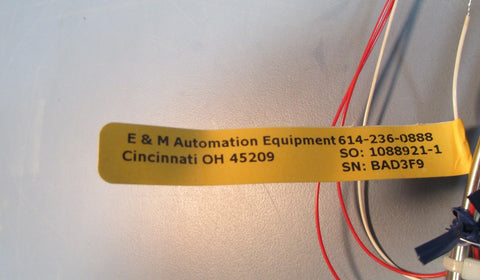 E & M Automation Equipment 614-236-0888
Cincinnati OH 45209 SO: 1088921-1
SN: BAD3F9